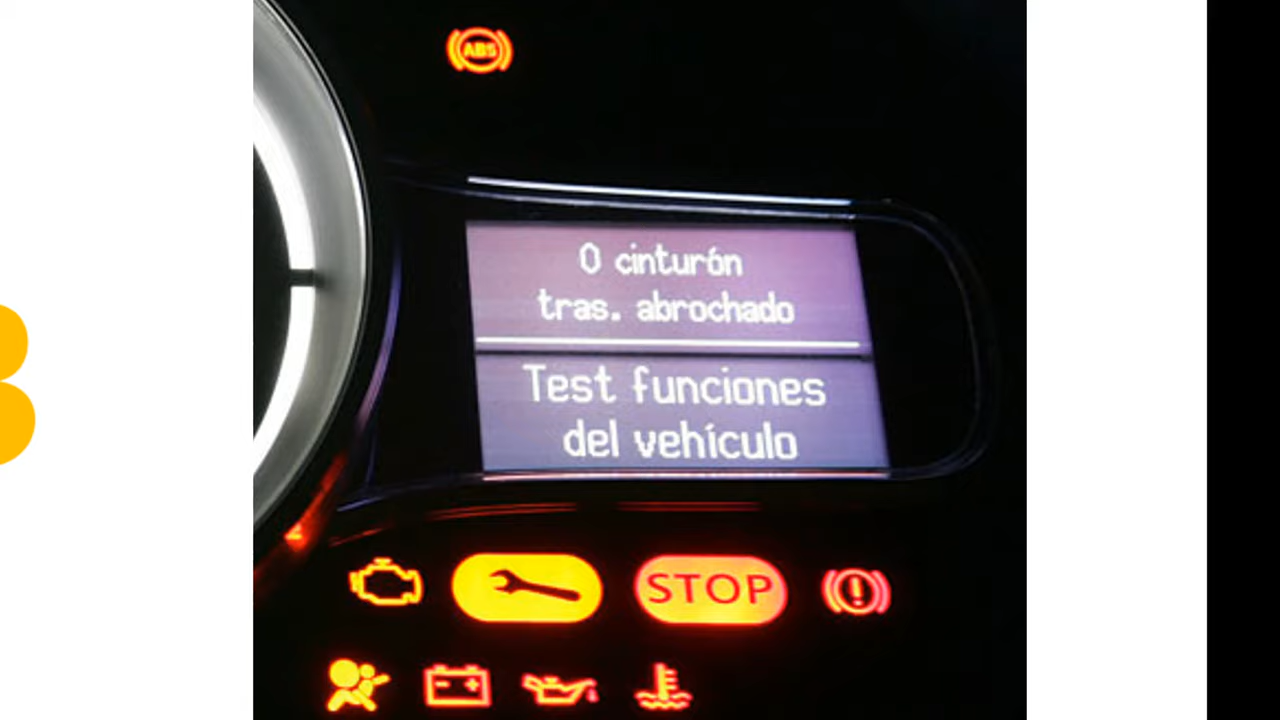 ABS
0 cinturón
tras. abrochado
Test funciones
del vehículo
STOP